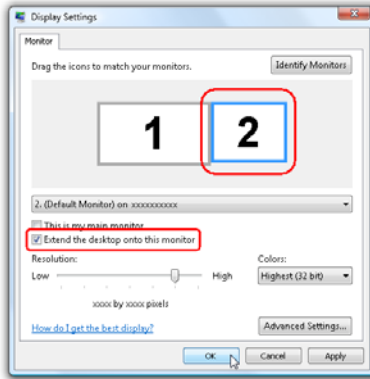 Display Settings
Monitor
Drag the icons to match your monitors.
Identify Monitors
1
2
2. (Default Monitor) on xxxxxxxxxx
This is my main monitor
Extend the desktop onto this monitor
Resolution:
Colors:
Low
High
Highest (32 bit)
xxxx by xxxx pixels
How do I get the best display?
Advanced Settings...
OK
Cancel
Apply